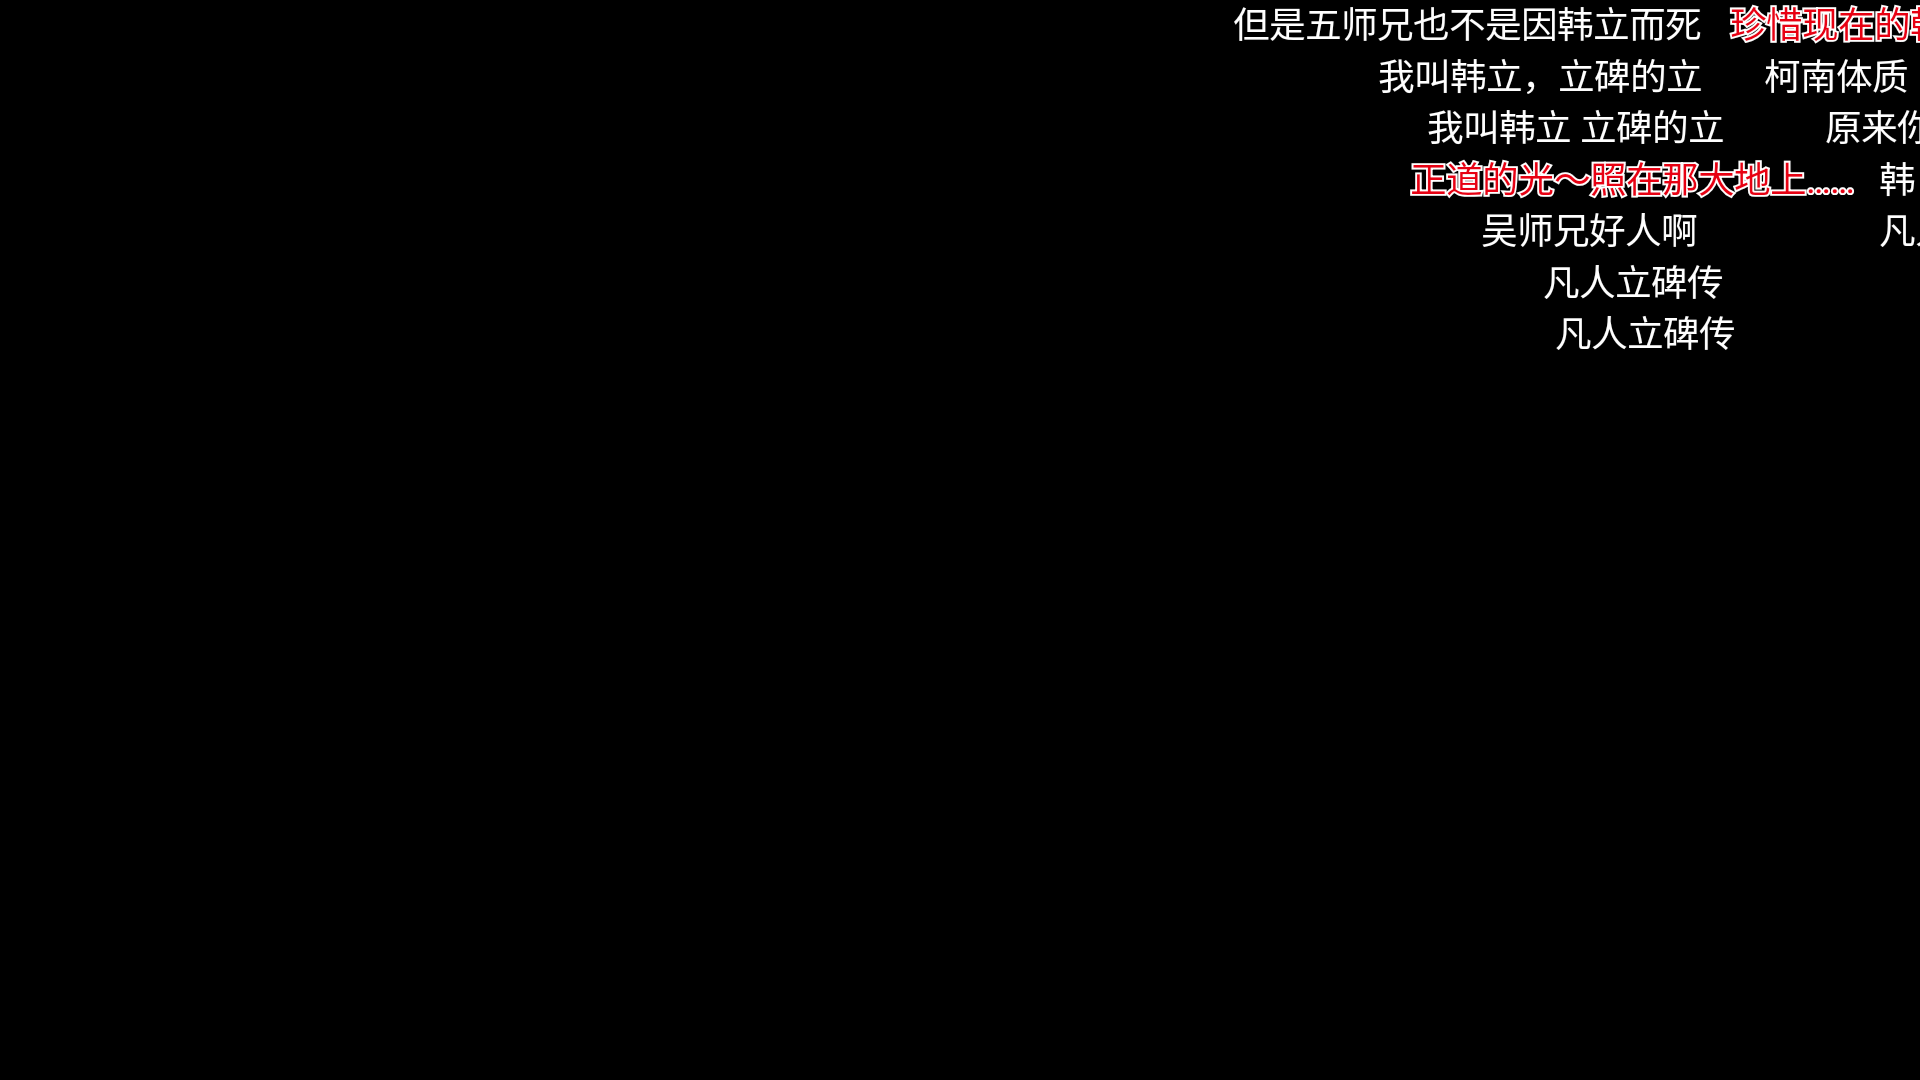 但是五师兄也不是因韩立而死 珍惜现在的
我叫韩立，立碑的立 柯南体质
我叫韩立 立碑的立 原来你
正道的光～照在那大地上…… 韩
吴师兄好人啊 凡
凡人立碑传
凡人立碑传